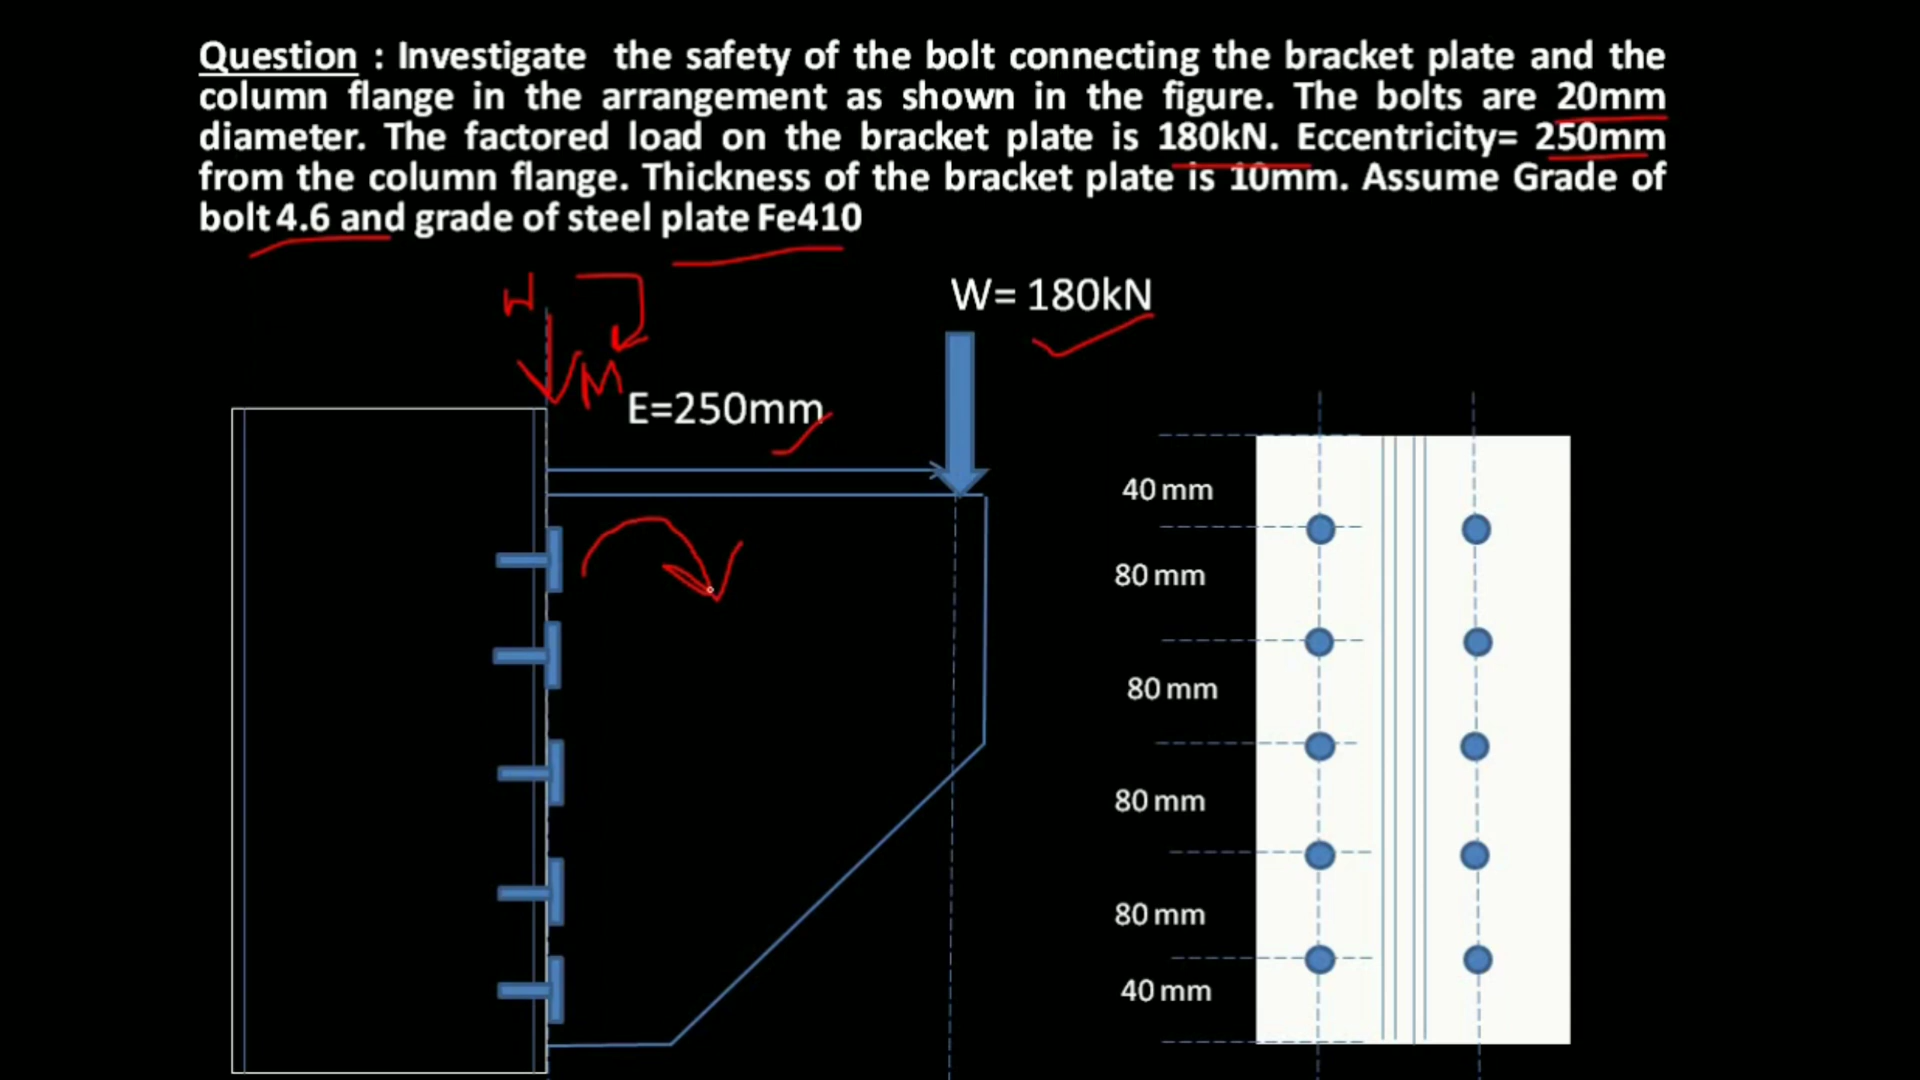 Question : Investigate the safety of the bolt connecting the bracket plate and the
column flange in the arrangement as shown in the figure. The bolts are 20mm
diameter. The factored load on the bracket plate is 180kN. Eccentricity= 250mm
from the column flange. Thickness of the bracket plate is 10mm. Assume Grade of
bolt 4.6 and grade of steel plate Fe410
W= 180kN
M
E=250mm
40 mm
80 mm
80 mm
80 mm
80 mm
40 mm